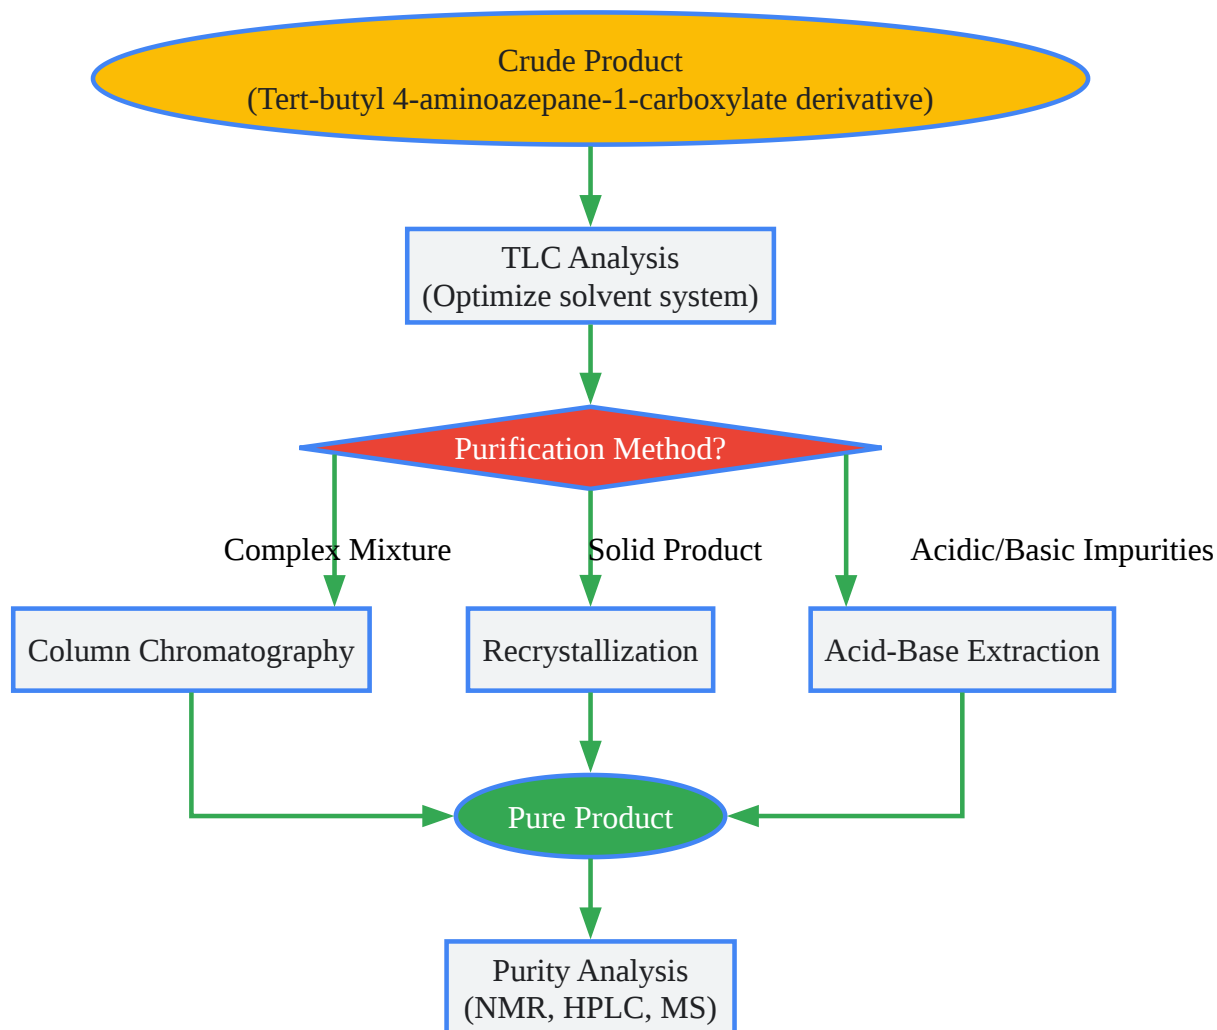 Crude Product
(Tert-butyl 4-aminoazepane-1-carboxylate derivative)
TLC Analysis
(Optimize solvent system)
Purification Method?
Complex Mixture
Solid Product
Acidic/Basic Impurities
Column Chromatography
Recrystallization
Acid-Base Extraction
Pure Product
Purity Analysis
(NMR, HPLC, MS)